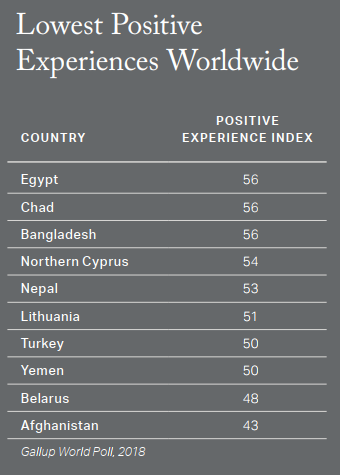 Lowest Positive
Experiences Worldwide
POSITIVE
COUNTRY EXPERIENCE INDEX
Egypt 56
Chad 56
Bangladesh 56
Northern Cyprus 54
Nepal 53
Lithuania 51
Turkey 50
Yemen 50
Belarus 48
Afghanistan 43
Gallup World Poll, 2018